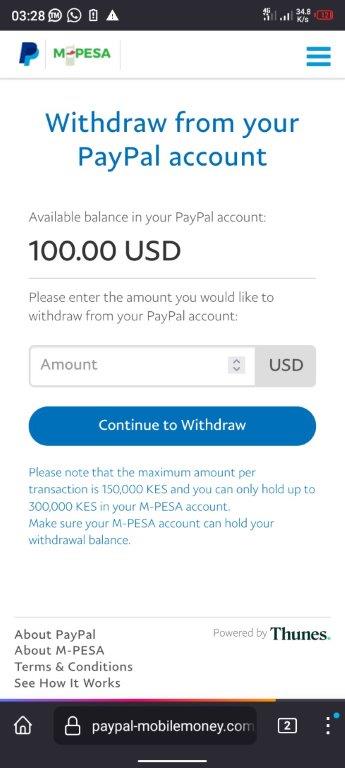 03:28 34.8 K/s 12
M-PESA
Withdraw from your
PayPal account
Available balance in your PayPal account:
100.00 USD
Please enter the amount you would like to
withdraw from your PayPal account:
Amount USD
Continue to Withdraw
Please note that the maximum amount per
transaction is 150,000 KES and you can only hold up to
300,000 KES in your M-PESA account.
Make sure your M-PESA account can hold your
withdrawal balance.
About PayPal
About M-PESA
Terms & Conditions
See How It Works
Powered by Thunes.
paypal-mobilemoney.com 2